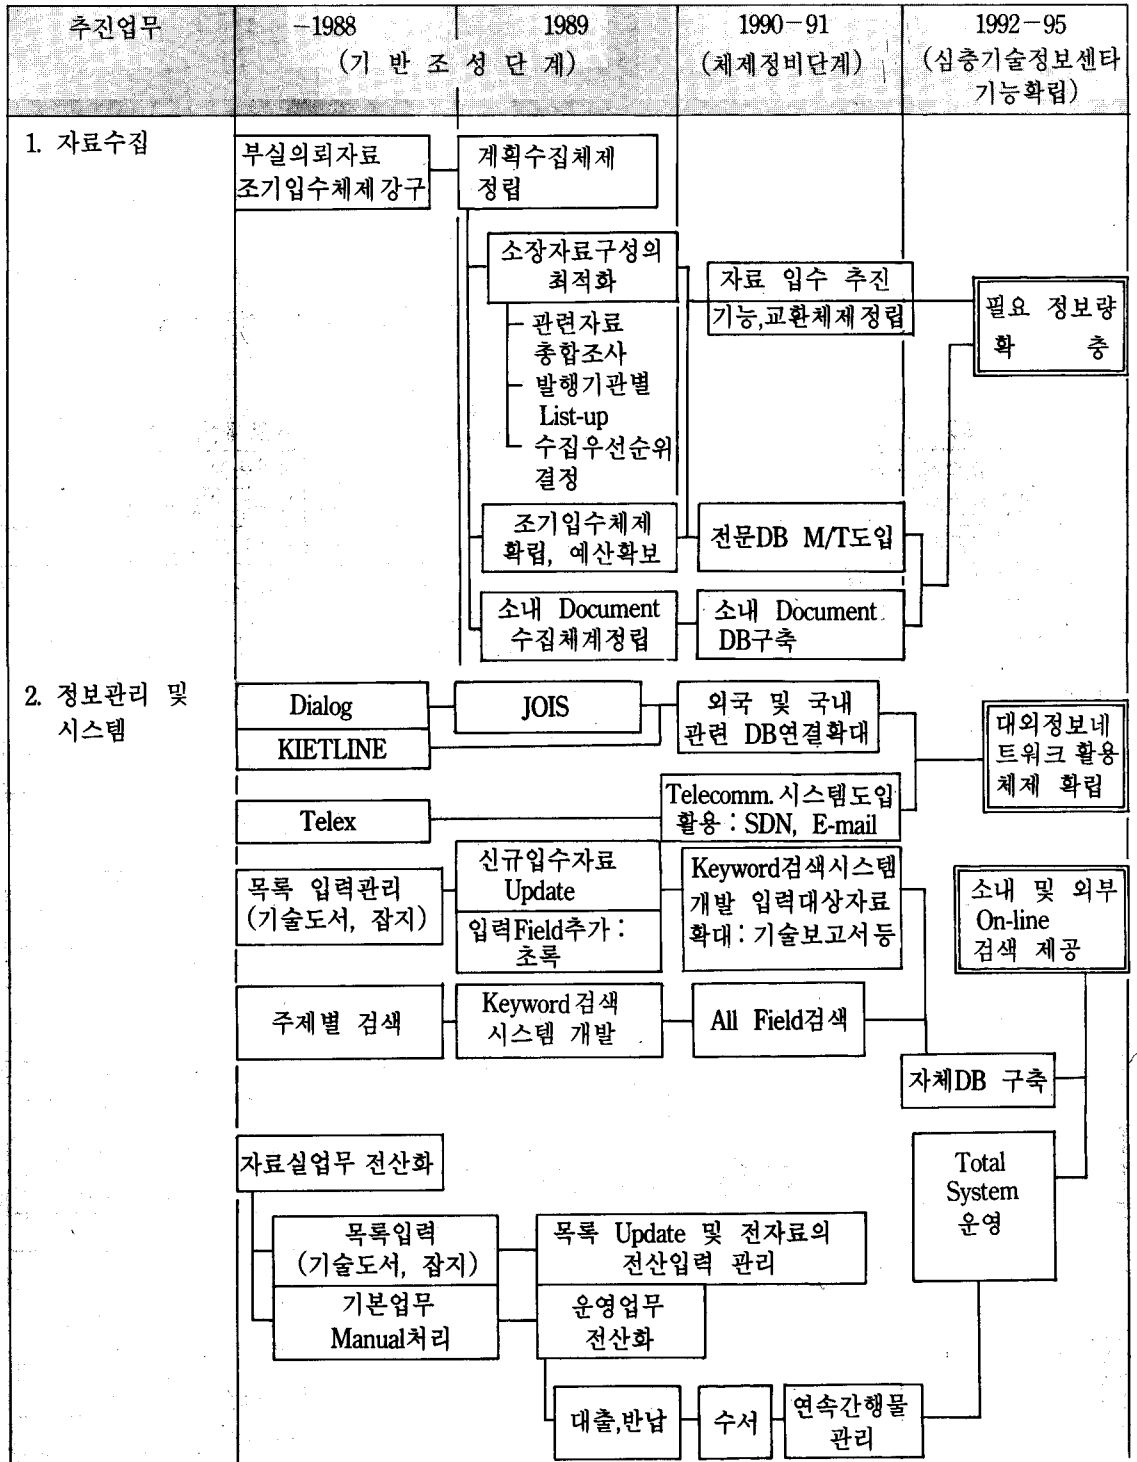 추진업무
-1988
1989
(기 반 조 성 단 계)
1990-91
(체제정비단계)
1992-95
(심층기술정보센타
기능확립)
1. 자료수집
부실의뢰자료
조기입수체제강구
계획수집체제
정립
소장자료구성의
최적화
관련자료
총합조사
발행기관별
List-up
수집우선순위
결정
자료 입수 추진
기능,교환체제정립
필요 정보량
확 충
조기입수체제
확립, 예산확보
전문DB M/T도입
소내 Document
수집체계정립
소내 Document
DB구축
2. 정보관리 및
시스템
Dialog
KIETLINE
JOIS
외국 및 국내
관련 DB연결확대
대외정보네
트워크 활용
체제 확립
Telex
Telecomm. 시스템도입
활용 : SDN, E-mail
목록 입력관리
(기술도서, 잡지)
신규입수자료
Update
입력Field추가 :
초록
Keyword검색시스템
개발 입력대상자료
확대 : 기술보고서등
소내 및 외부
On-line
검색 제공
주제별 검색
Keyword 검색
시스템 개발
All Field검색
자체DB 구축
자료실업무 전산화
Total
System
운영
목록입력
(기술도서, 잡지)
목록 Update 및 전자료의
전산입력 관리
기본업무
Manual처리
운영업무
전산화
대출,반납
수서
연속간행물
관리